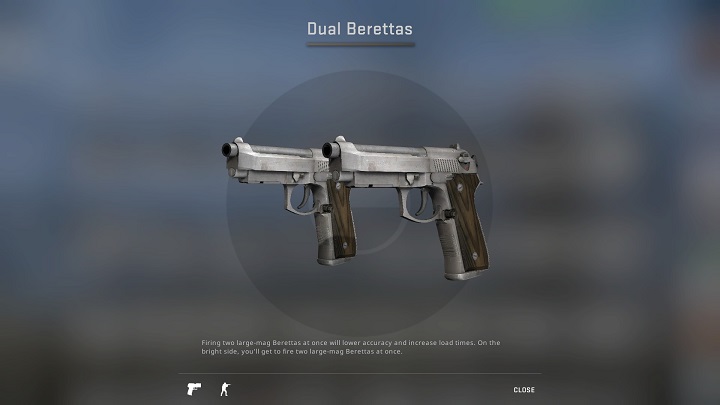 Dual Berettas
Firing two large-mag Berettas at once will lower accuracy and increase load times. On the
bright side, you'll get to fire two large-mag Berettas at once.
CLOSE